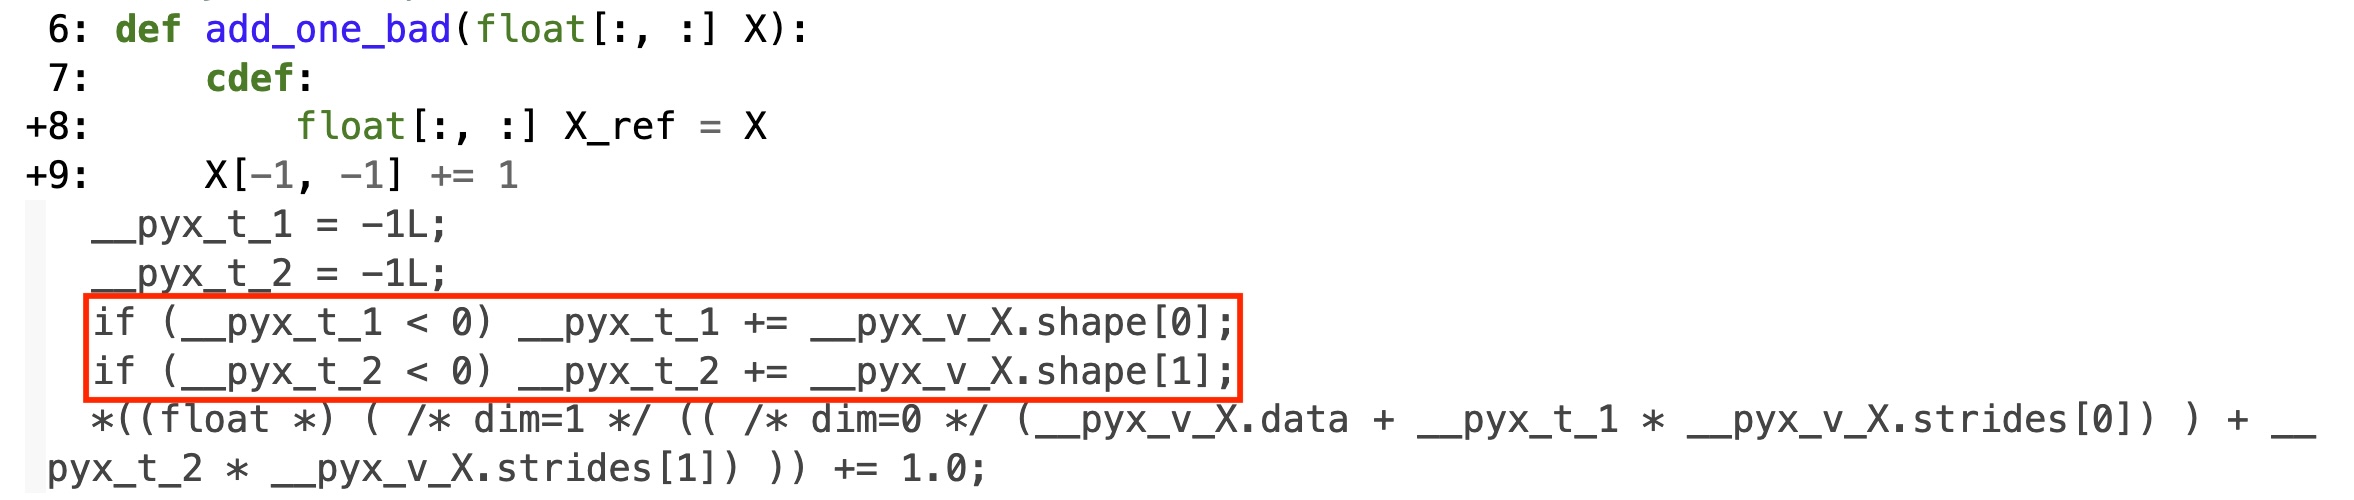 6: def add_one_bad(float[:, :] X):
7:     cdef:
+8:         float[:, :] X_ref = X
+9:     X[-1, -1] += 1
__pyx_t_1 = -1L;
__pyx_t_2 = -1L;
if (__pyx_t_1 < 0) __pyx_t_1 += __pyx_v_X.shape[0];
if (__pyx_t_2 < 0) __pyx_t_2 += __pyx_v_X.shape[1];
*((float *) ( /* dim=1 */ (( /* dim=0 */ (__pyx_v_X.data + __pyx_t_1 * __pyx_v_X.strides[0]) ) + __
pyx_t_2 * __pyx_v_X.strides[1]) )) += 1.0;